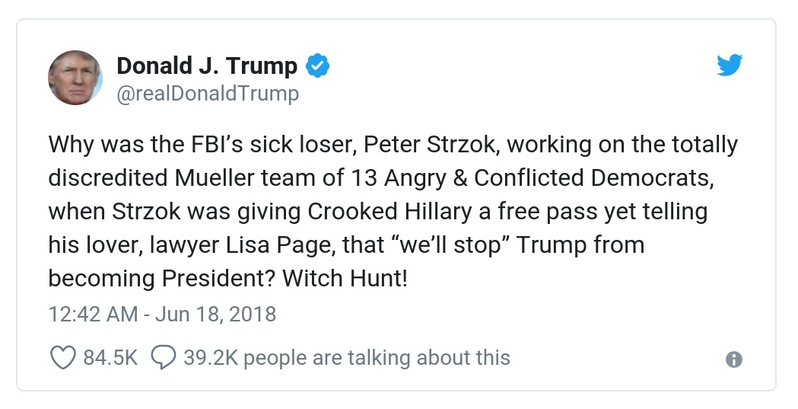 Donald J. Trump
@realDonaldTrump
Why was the FBI’s sick loser, Peter Strzok, working on the totally
discredited Mueller team of 13 Angry & Conflicted Democrats,
when Strzok was giving Crooked Hillary a free pass yet telling
his lover, lawyer Lisa Page, that “we’ll stop” Trump from
becoming President? Witch Hunt!
12:42 AM - Jun 18, 2018
84.5K 39.2K people are talking about this